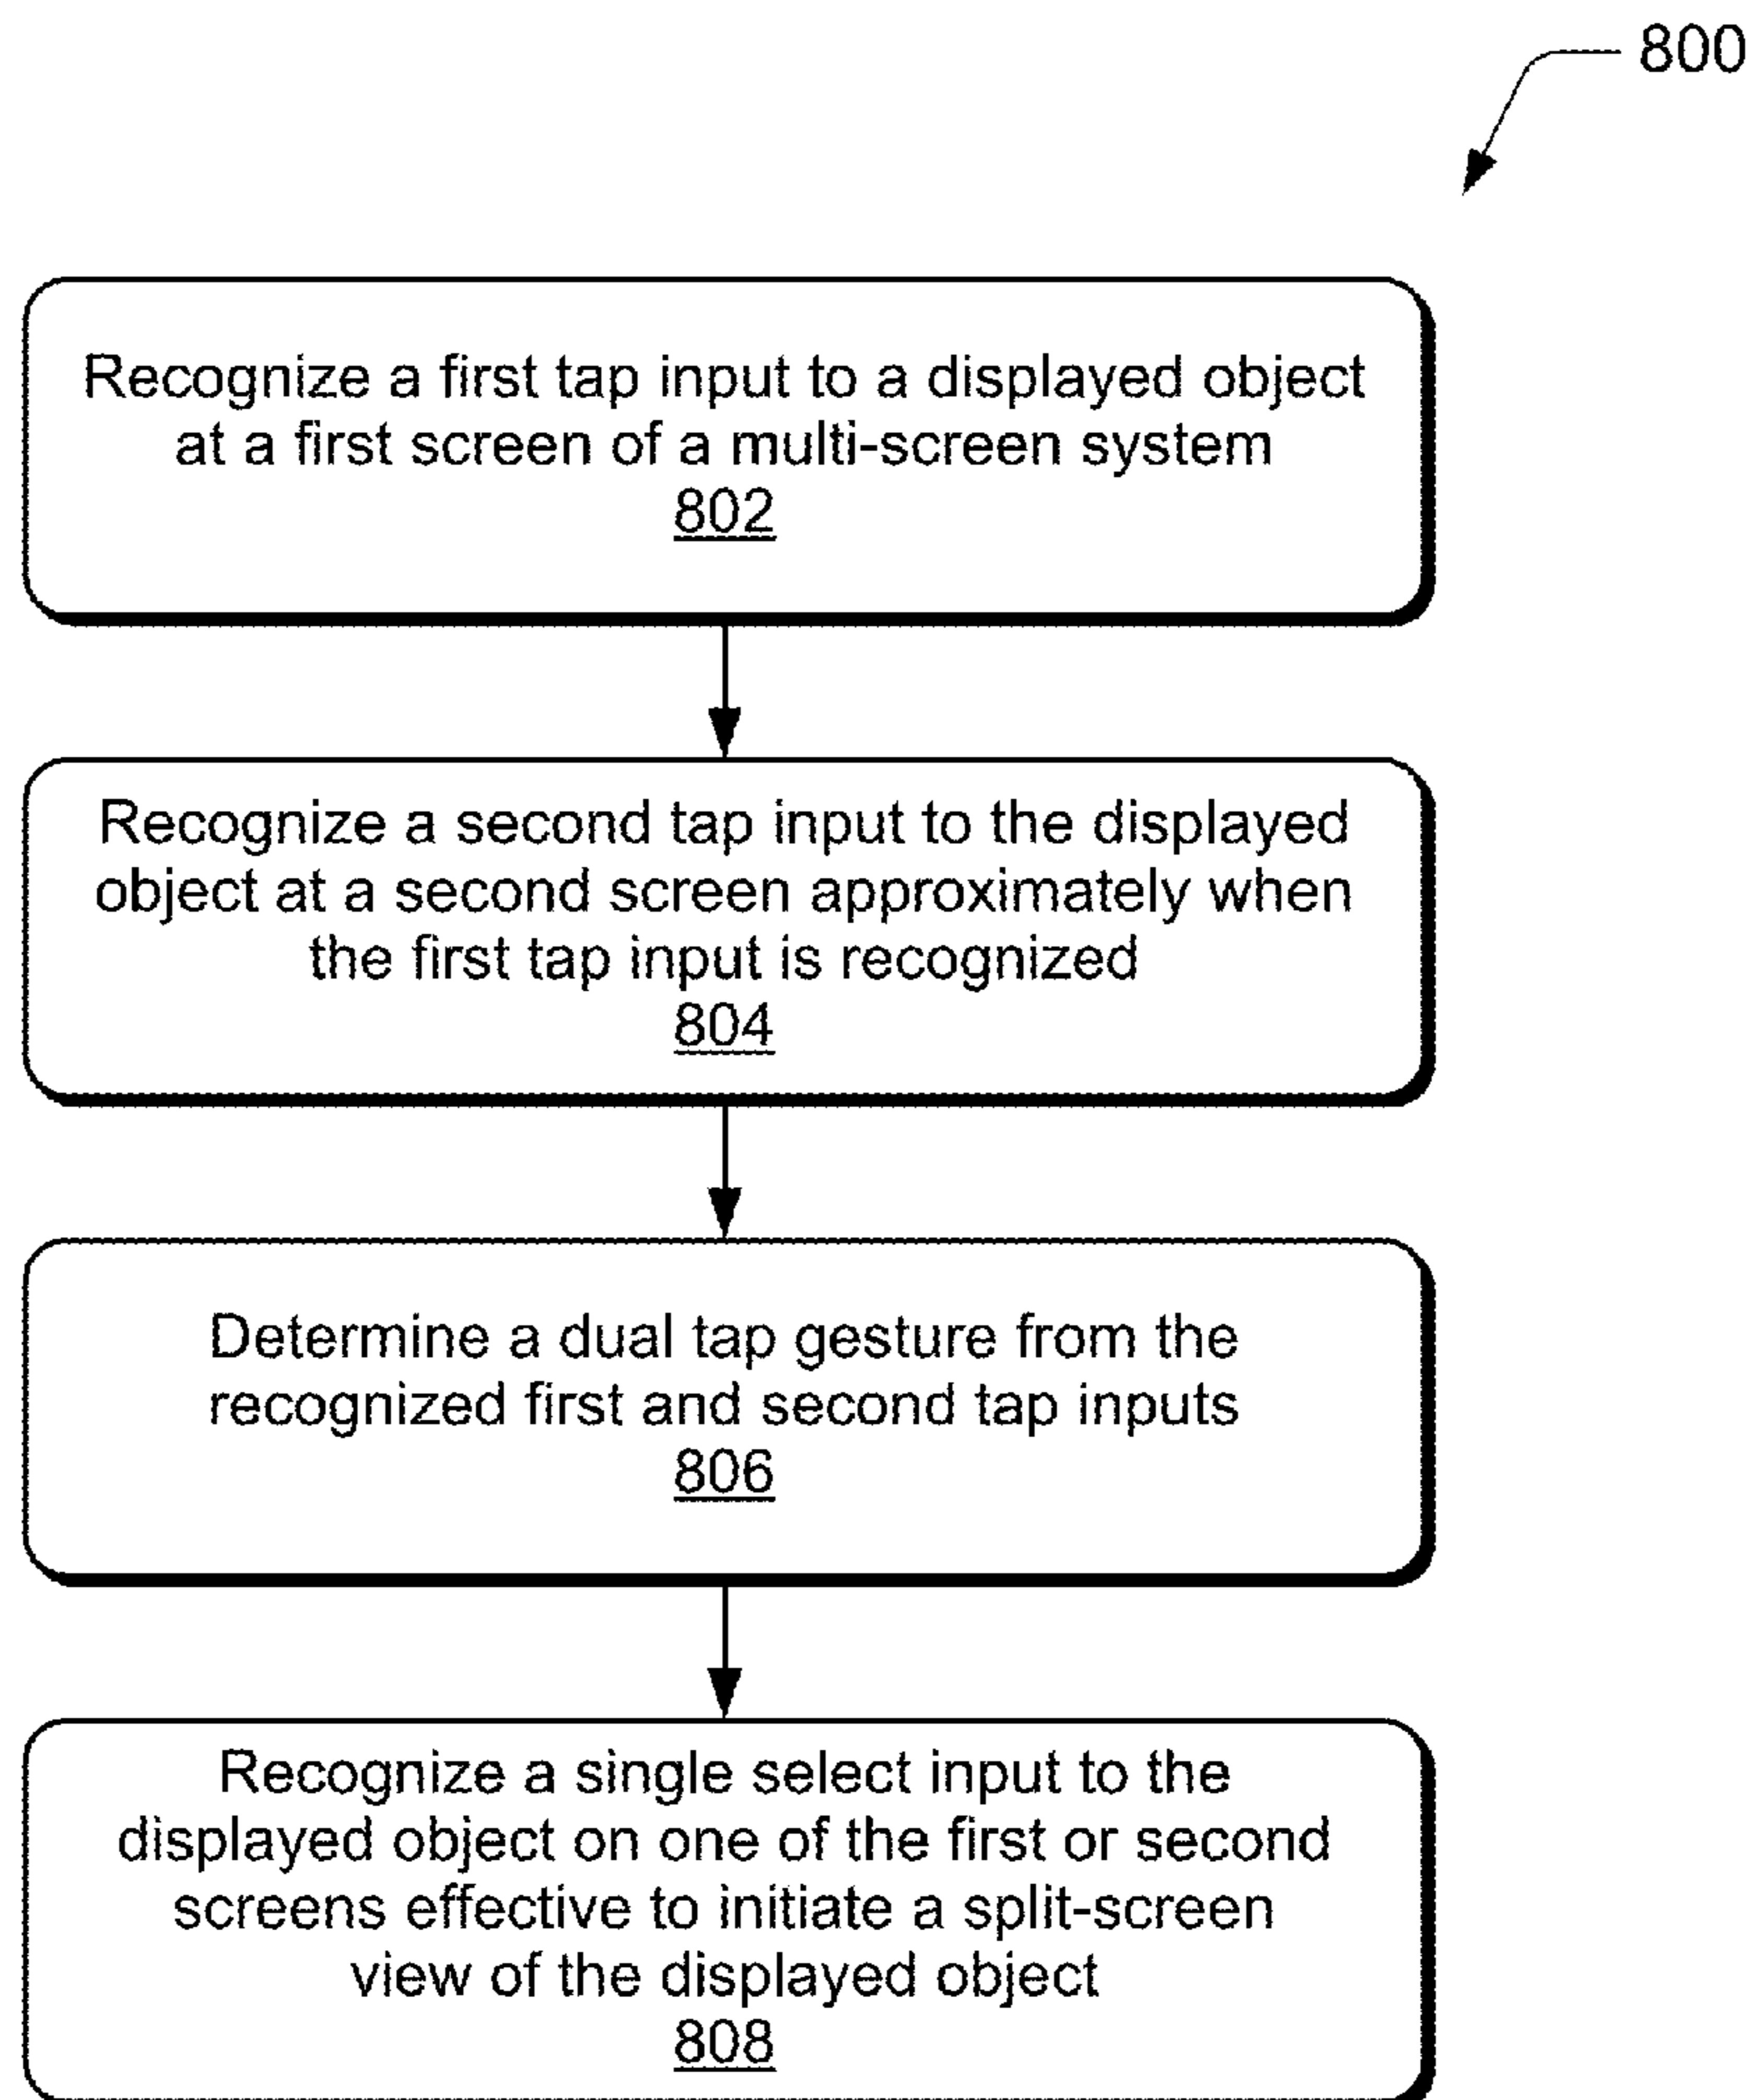 800
Recognize a first tap input to a displayed object
at a first screen of a multi-screen system
802
Recognize a second tap input to the displayed
object at a second screen approximately when
the first tap input is recognized
804
Determine a dual tap gesture from the
recognized first and second tap inputs
806
Recognize a single select input to the
displayed object on one of the first or second
screens effective to initiate a split-screen
view of the displayed object
808